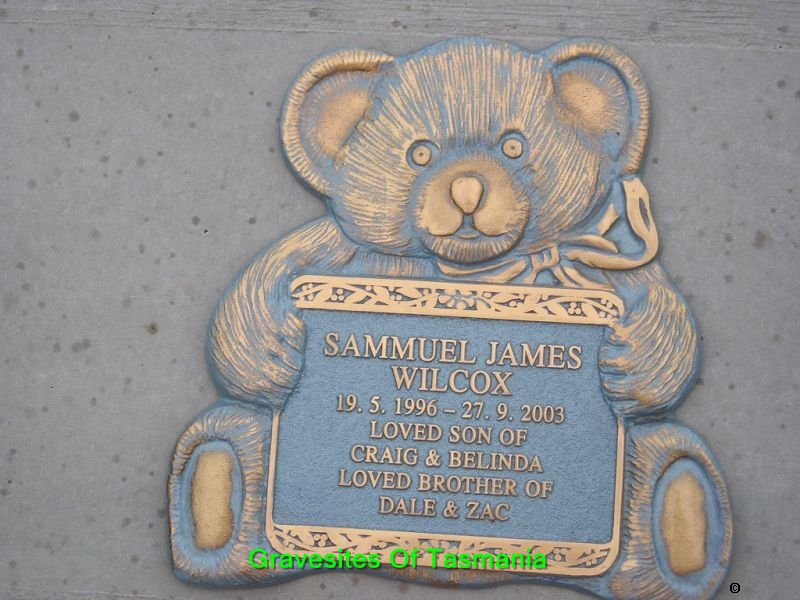 SAMMUEL JAMES
WILCOX
19. 5. 1996 – 27. 9. 2003
LOVED SON OF
CRAIG & BELINDA
LOVED BROTHER OF
DALE & ZAC
Gravesites Of Tasmania
©